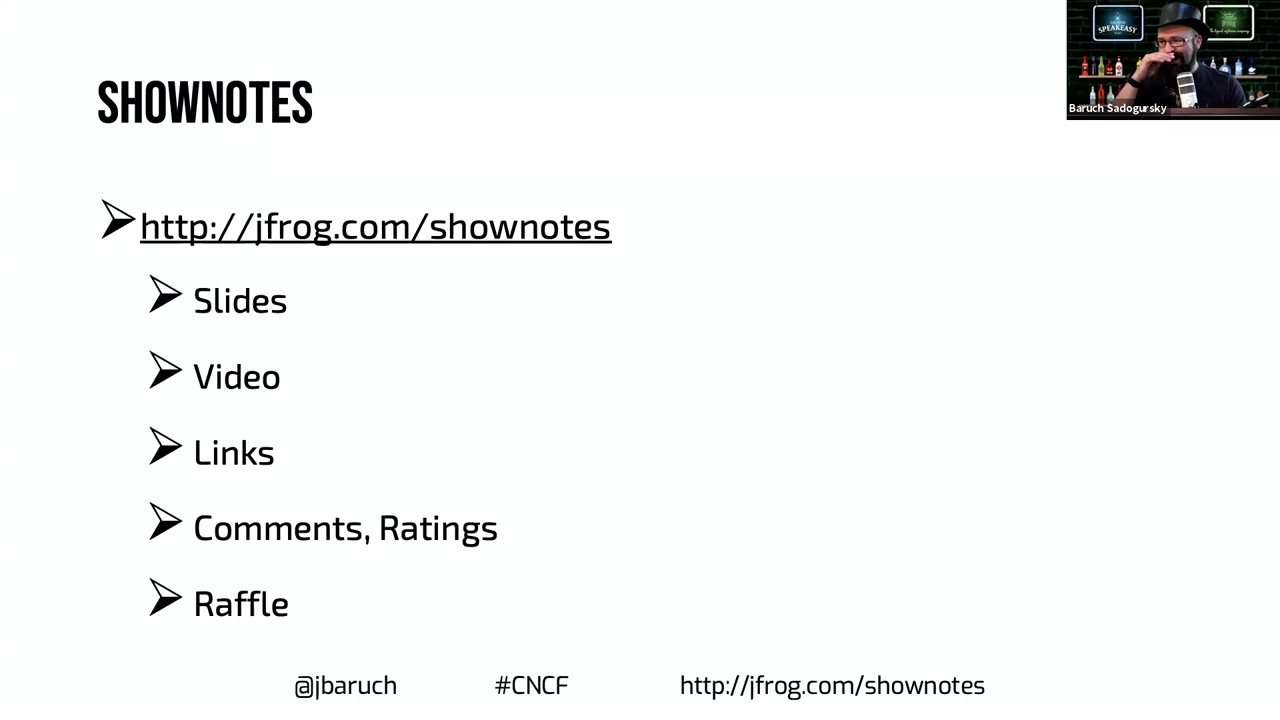 SHOWNOTES
http://jfrog.com/shownotes
Slides
Video
Links
Comments, Ratings
Raffle
@jbaruch #CNCF http://jfrog.com/shownotes
SPEAKEASY
Baruch Sadogursky